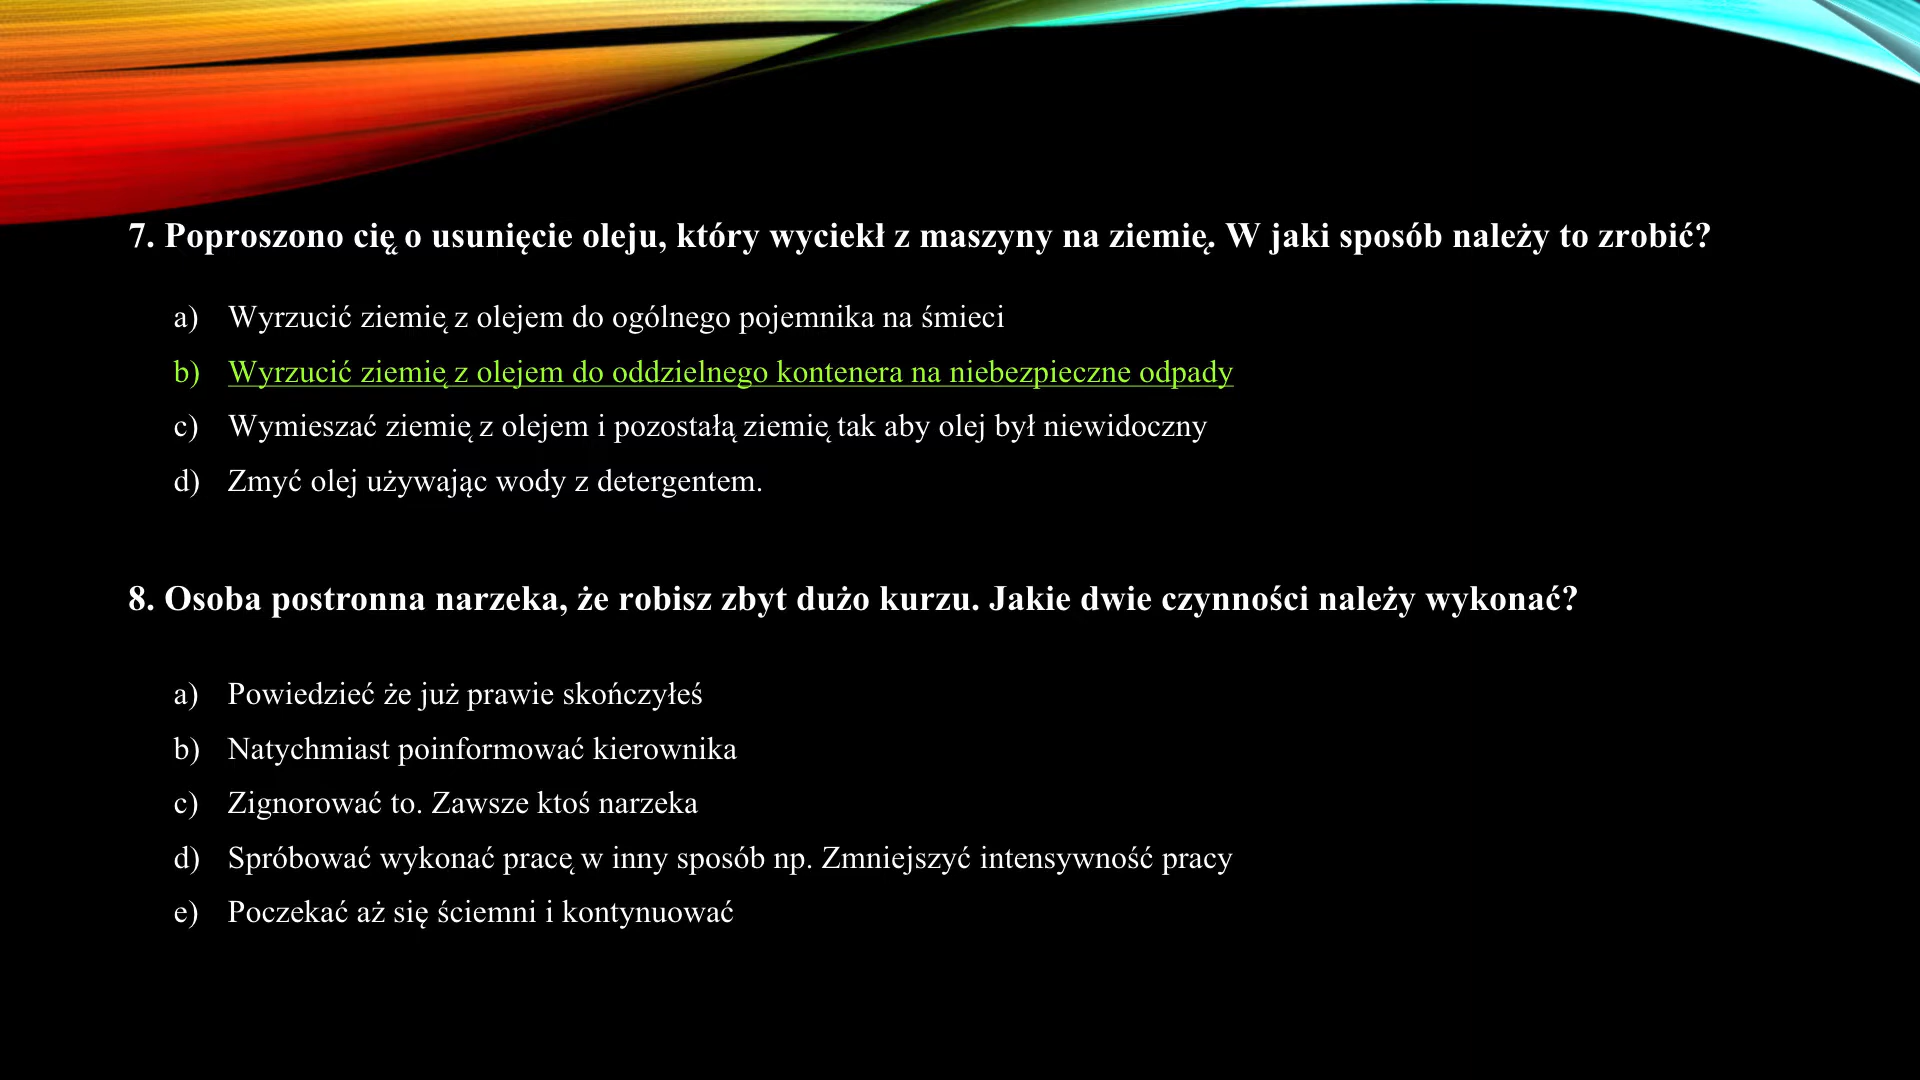 7. Poproszono cię o usunięcie oleju, który wyciekł z maszyny na ziemię. W jaki sposób należy to zrobić?
a) Wyrzucić ziemię z olejem do ogólnego pojemnika na śmieci
b) Wyrzucić ziemię z olejem do oddzielnego kontenera na niebezpieczne odpady
c) Wymieszać ziemię z olejem i pozostałą ziemię tak aby olej był niewidoczny
d) Zmyć olej używając wody z detergentem.
8. Osoba postronna narzeka, że robisz zbyt dużo kurzu. Jakie dwie czynności należy wykonać?
a) Powiedzieć że już prawie skończyłeś
b) Natychmiast poinformować kierownika
c) Zignorować to. Zawsze ktoś narzeka
d) Spróbować wykonać pracę w inny sposób np. Zmniejszyć intensywność pracy
e) Poczekać aż się ściemni i kontynuować